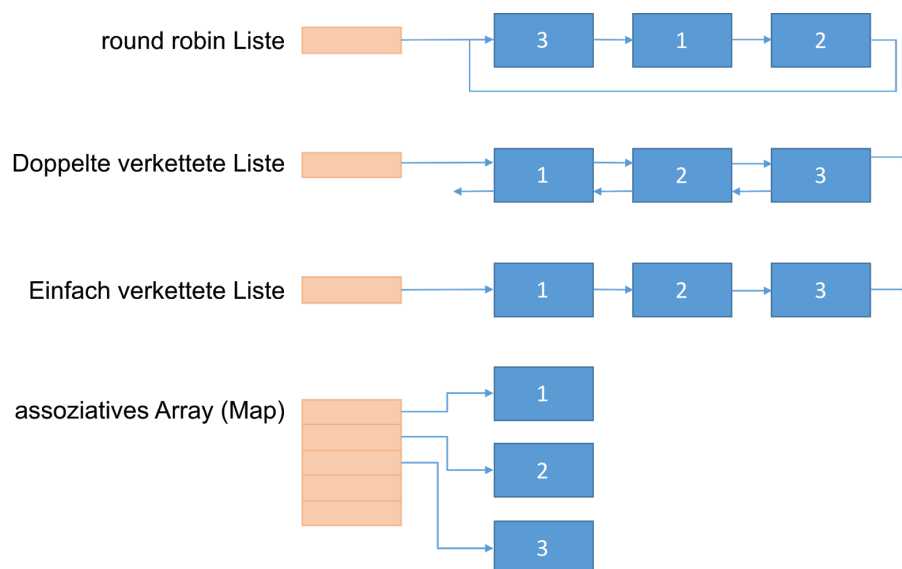 round robin Liste
3 1 2
Doppelte verkettete Liste
1 2 3
Einfach verkettete Liste
1 2 3
assoziatives Array (Map)
1
2
3